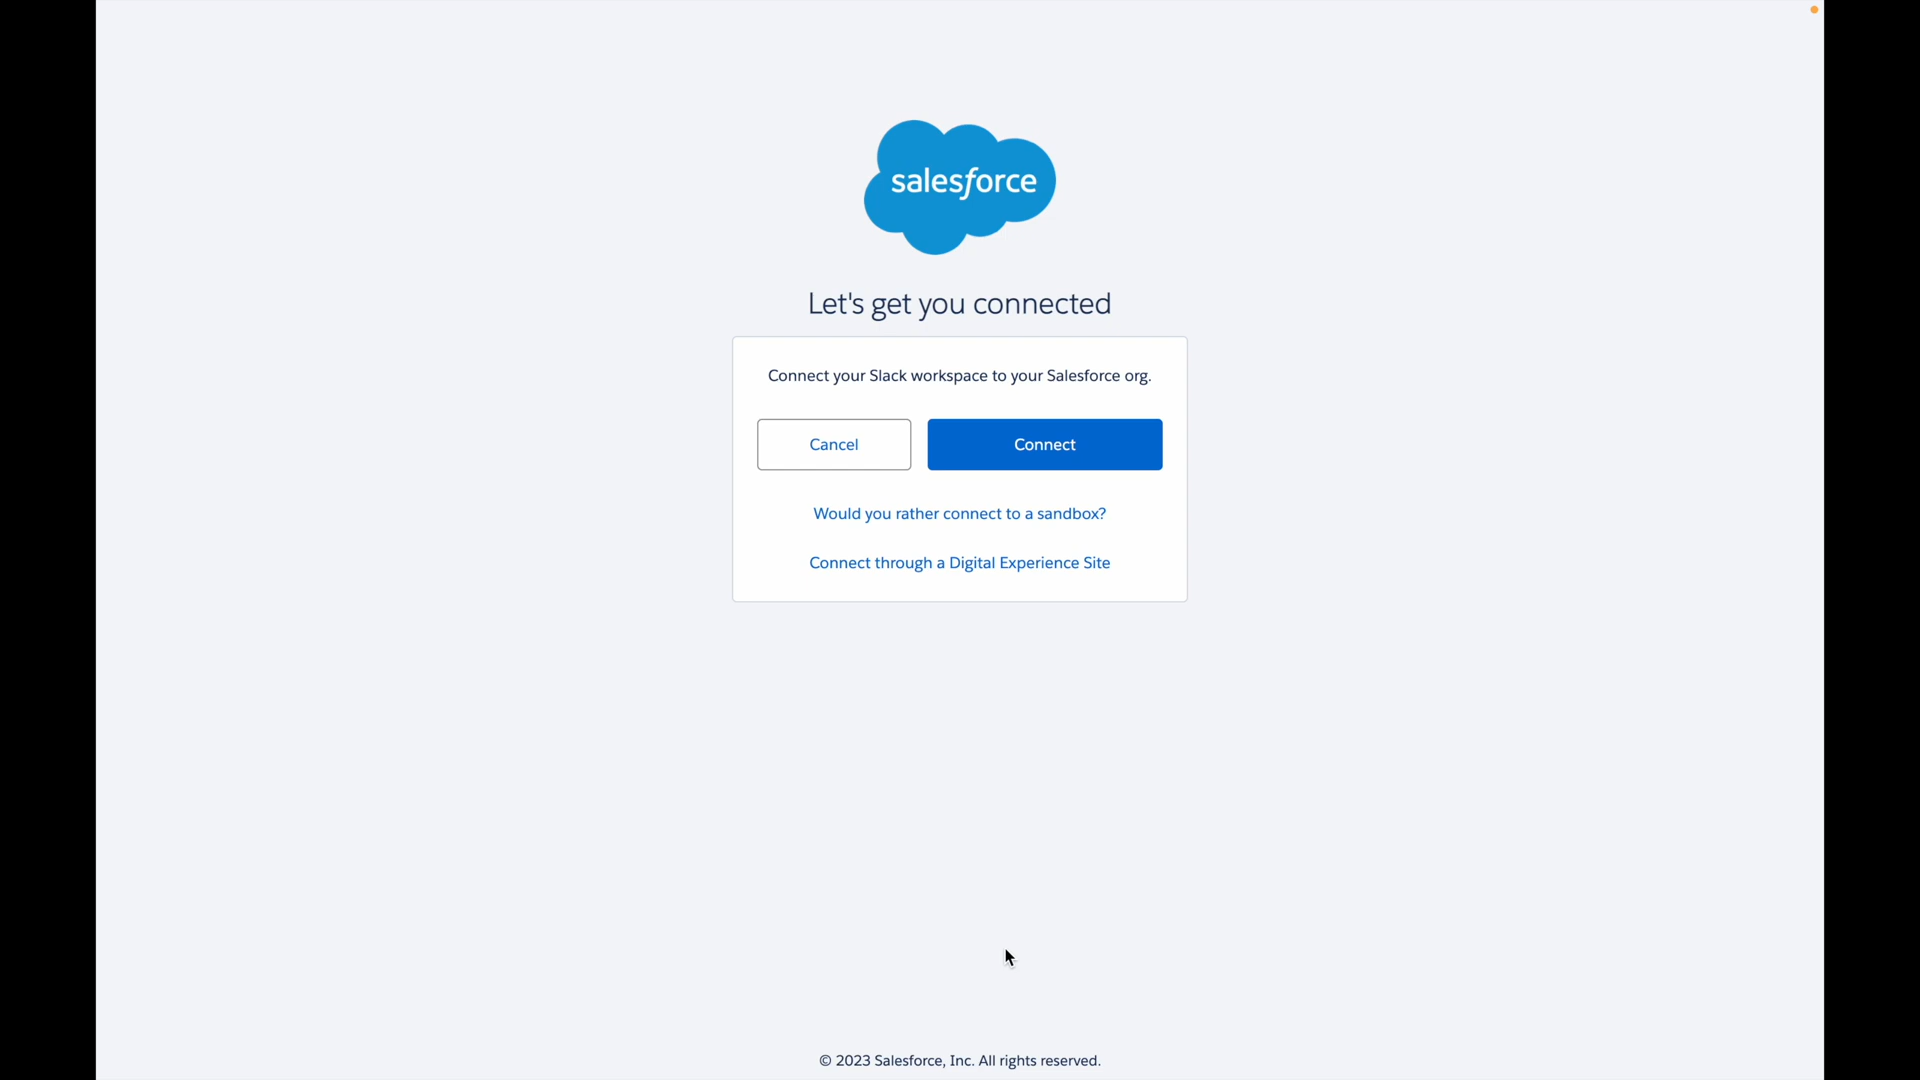 salesforce
Let's get you connected
Connect your Slack workspace to your Salesforce org.
Cancel
Connect
Would you rather connect to a sandbox?
Connect through a Digital Experience Site
© 2023 Salesforce, Inc. All rights reserved.